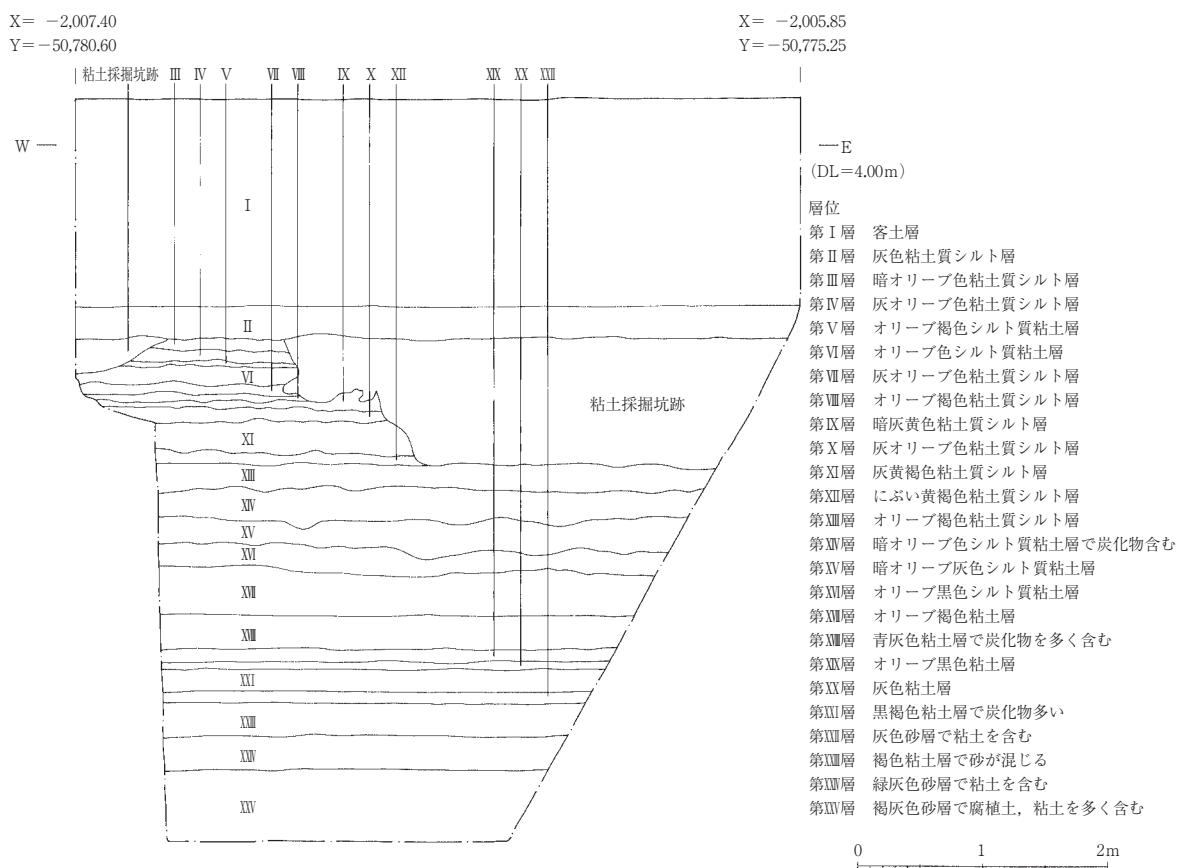 X= −2,007.40
Y=−50,780.60
X= −2,005.85
Y=−50,775.25
粘土採掘坑跡 Ⅲ Ⅳ Ⅴ Ⅶ Ⅷ Ⅸ Ⅹ Ⅻ XIX XX XXII
W
E
(DL=4.00m)
Ⅰ
Ⅱ
Ⅵ
粘土採掘坑跡
XI
XIII
XIV
XV
XVI
XVII
XVIII
XXI
XXIII
XXIV
XXV
層位
第Ⅰ層 客土層
第Ⅱ層 灰色粘土質シルト層
第Ⅲ層 暗オリーブ色粘土質シルト層
第Ⅳ層 灰オリーブ色粘土質シルト層
第Ⅴ層 オリーブ褐色シルト質粘土層
第Ⅵ層 オリーブ色シルト質粘土層
第Ⅶ層 灰オリーブ色粘土質シルト層
第Ⅷ層 オリーブ褐色粘土質シルト層
第Ⅸ層 暗灰黄色粘土質シルト層
第Ⅹ層 灰オリーブ色粘土質シルト層
第XI層 灰黄褐色粘土質シルト層
第XII層 にぶい黄褐色粘土質シルト層
第XIII層 オリーブ褐色粘土質シルト層
第XIV層 暗オリーブ色シルト質粘土層で炭化物含む
第XV層 暗オリーブ灰色シルト質粘土層
第XVI層 オリーブ黒色シルト質粘土層
第XVII層 オリーブ褐色粘土層
第XVIII層 青灰色粘土層で炭化物を多く含む
第XIX層 オリーブ黒色粘土層
第XX層 灰色粘土層
第XXI層 黒褐色粘土層で炭化物多い
第XXII層 灰色砂層で粘土を含む
第XXIII層 褐色粘土層で砂が混じる
第XXIV層 緑灰色砂層で粘土を含む
第XXV層 褐灰色砂層で腐植土，粘土を多く含む
0 1 2m